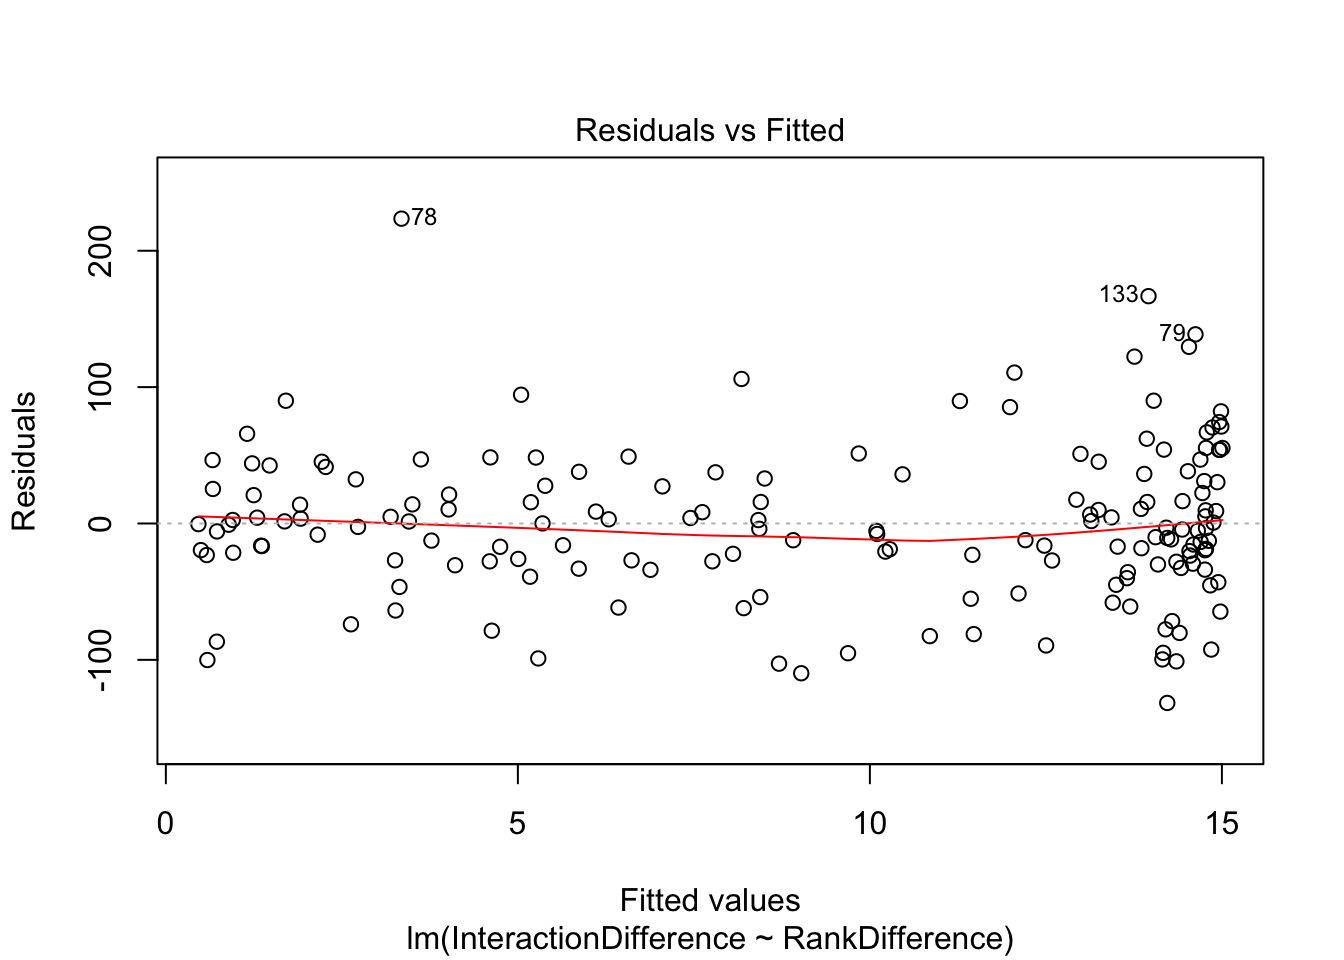 Residuals vs Fitted
Residuals
200
100
0
-100
78
133
79
0 5 10 15
Fitted values
lm(InteractionDifference ~ RankDifference)